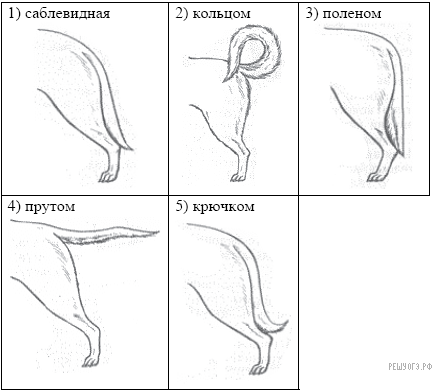 1) саблевидная
2) кольцом
3) поленом
4) прутом
5) крючком
РЕШУОГЭ.РФ